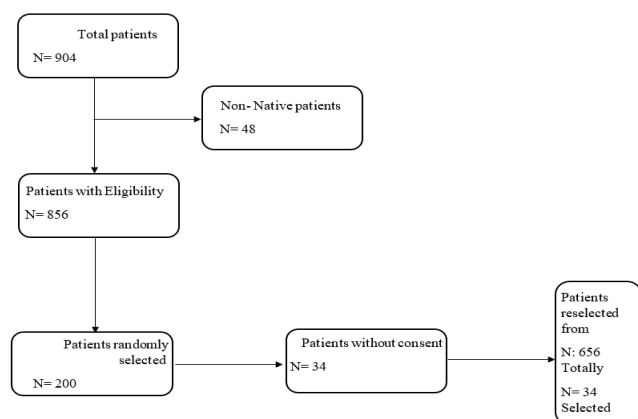 Total patients
N= 904
Non- Native patients
N= 48
Patients with Eligibility
N= 856
Patients randomly
selected
N= 200
Patients without consent
N= 34
Patients
reselected
from
N: 656
Totally
N= 34
Selected